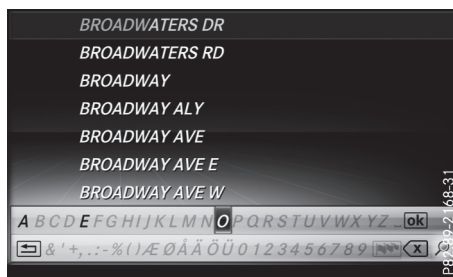 BROADWATERS DR
BROADWATERS RD
BROADWAY
BROADWAY ALY
BROADWAY AVE
BROADWAY AVE E
BROADWAY AVE W
A B C D E F G H I J K L M N O P Q R S T U V W X Y Z _ ok
& ' + , . : - % ( ) Æ Ø Å Ä Ö Ü 0 1 2 3 4 5 6 7 8 9 X
P82.89-2168-31